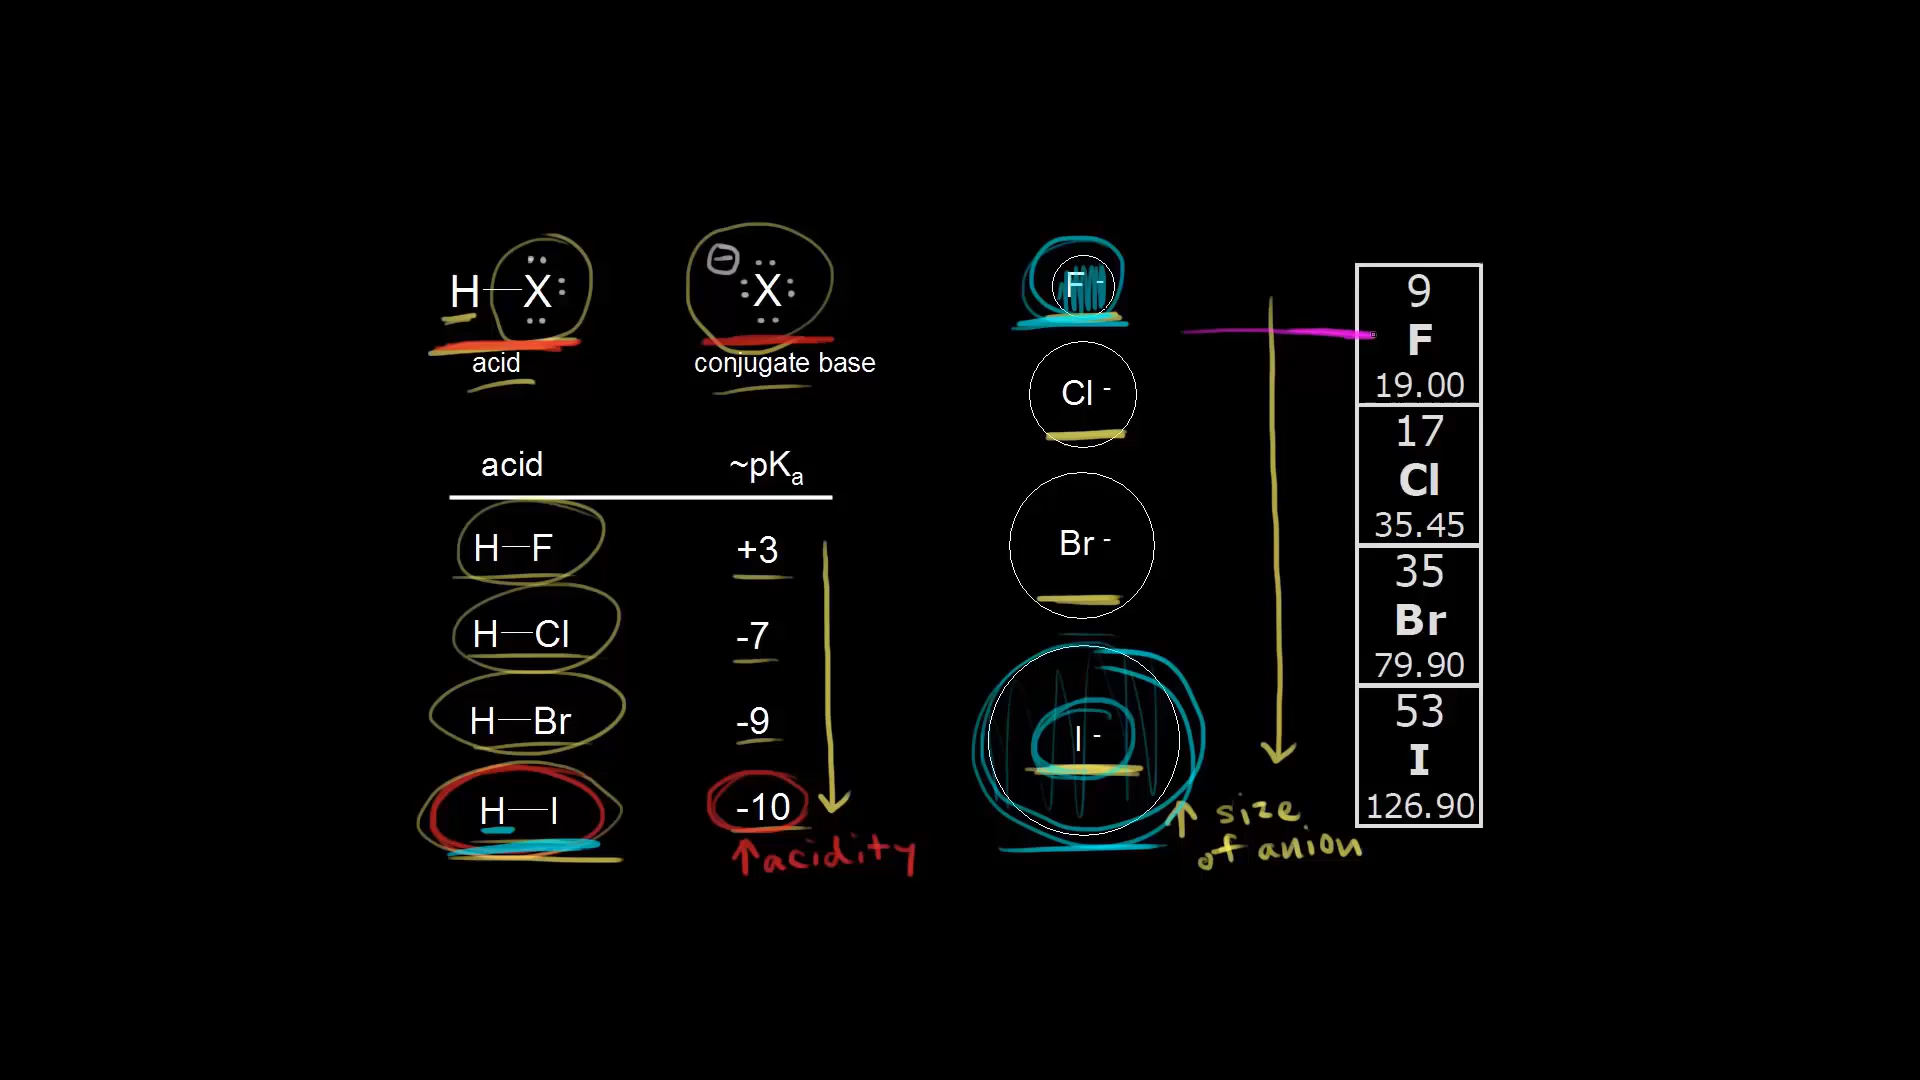 H—X
acid
⊖ X
conjugate base
acid ~pKa
H—F +3
H—Cl -7
H—Br -9
H—I -10
↑ acidity
F -
Cl -
Br -
I -
↑ size
of anion
9
F
19.00
17
Cl
35.45
35
Br
79.90
53
I
126.90